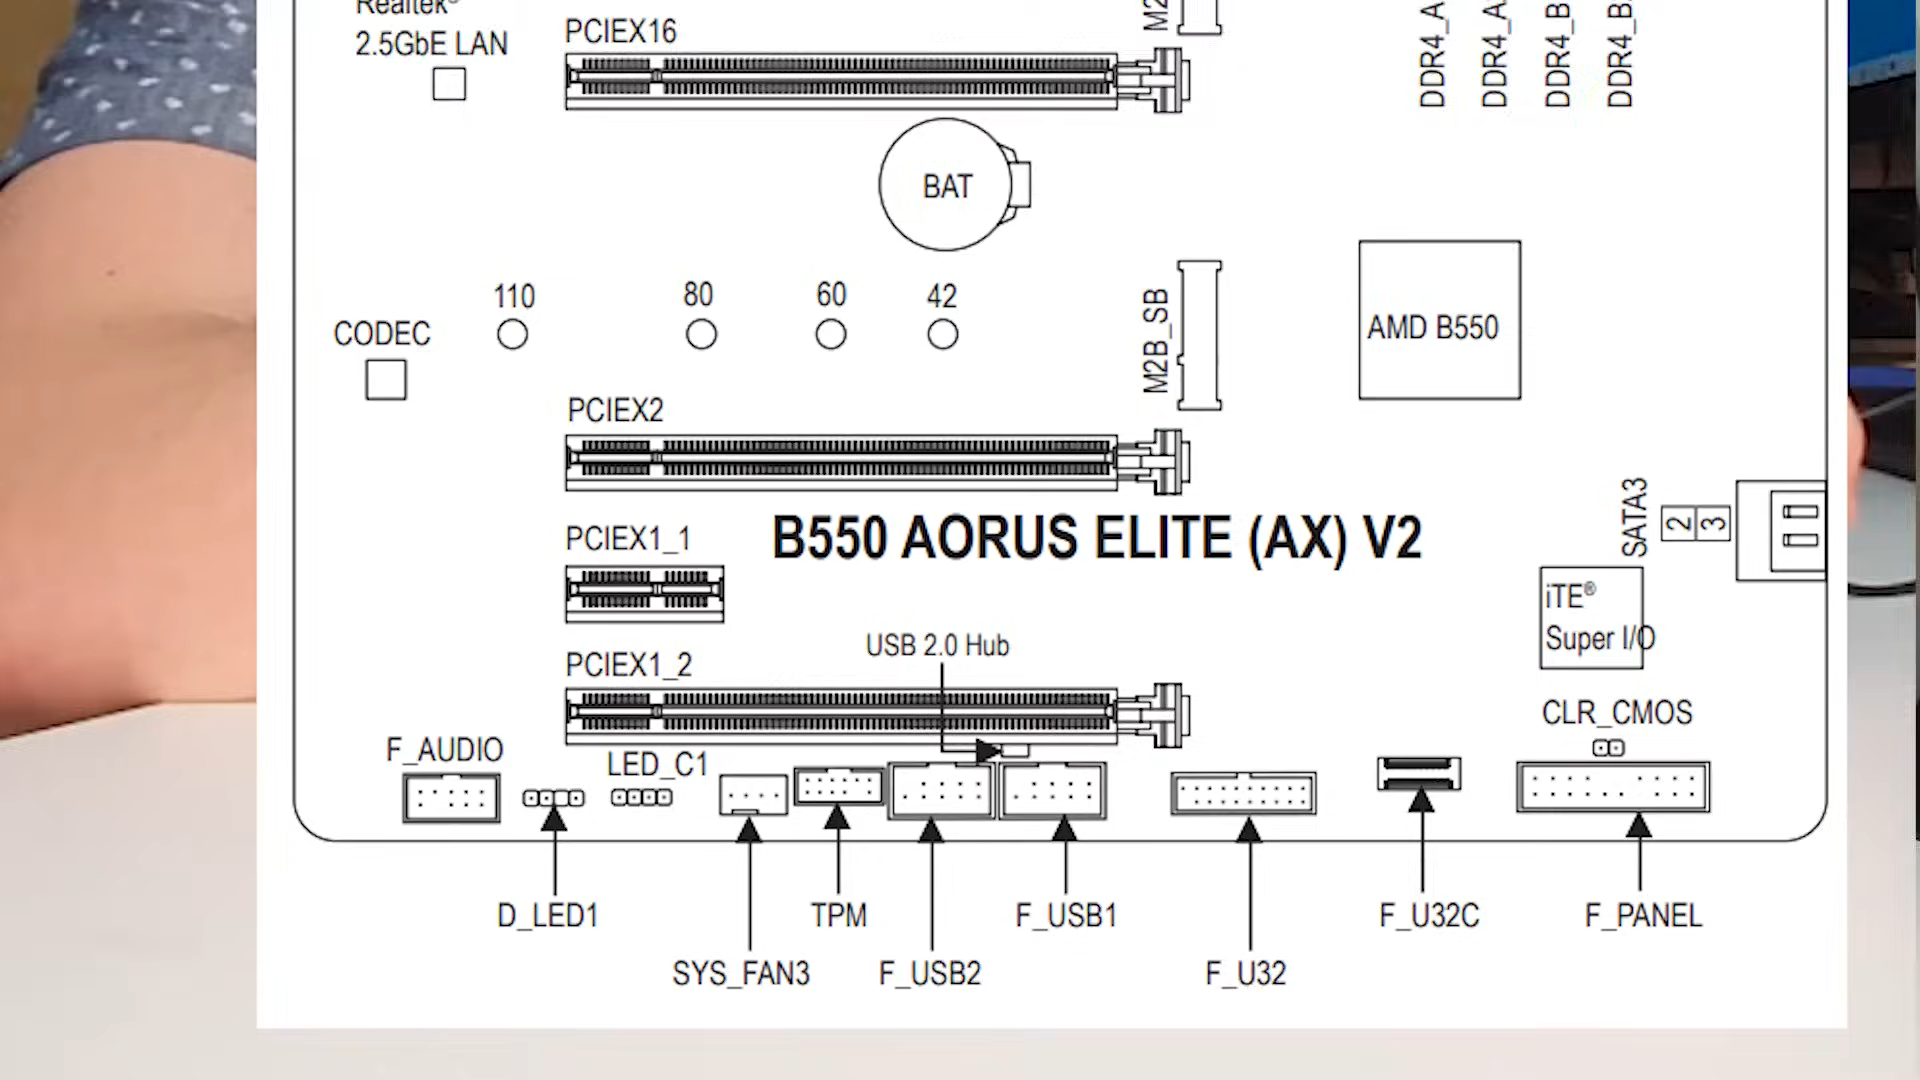 Realtek®
2.5GbE LAN
PCIEX16
DDR4_A
DDR4_A
DDR4_B
DDR4_B
BAT
110
80
60
42
CODEC
M2B_SB
AMD B550
PCIEX2
B550 AORUS ELITE (AX) V2
SATA3
2 3
PCIEX1_1
iTE®
Super I/O
USB 2.0 Hub
PCIEX1_2
CLR_CMOS
F_AUDIO
LED_C1
D_LED1
TPM
F_USB1
F_U32C
F_PANEL
SYS_FAN3
F_USB2
F_U32